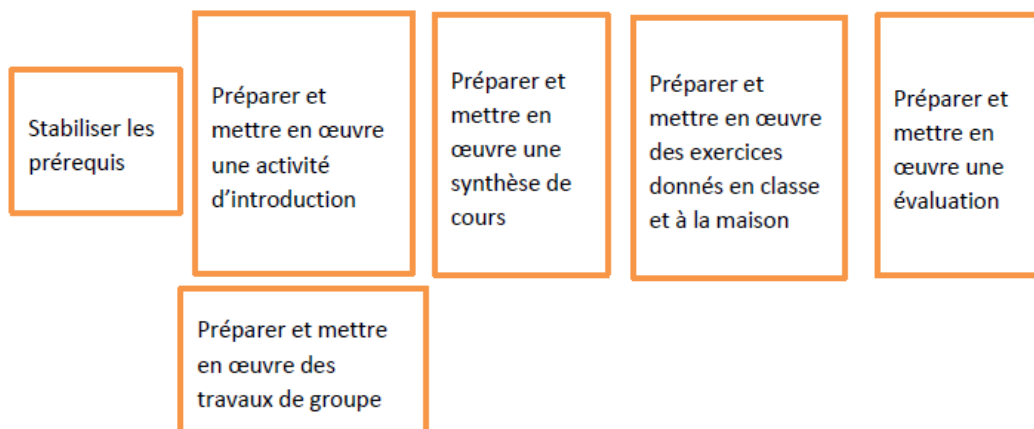 Stabiliser les
prérequis
Préparer et
mettre en œuvre
une activité
d’introduction
Préparer et
mettre en
œuvre une
synthèse de
cours
Préparer et
mettre en œuvre
des exercices
donnés en classe
et à la maison
Préparer et
mettre en
œuvre une
évaluation
Préparer et mettre
en œuvre des
travaux de groupe